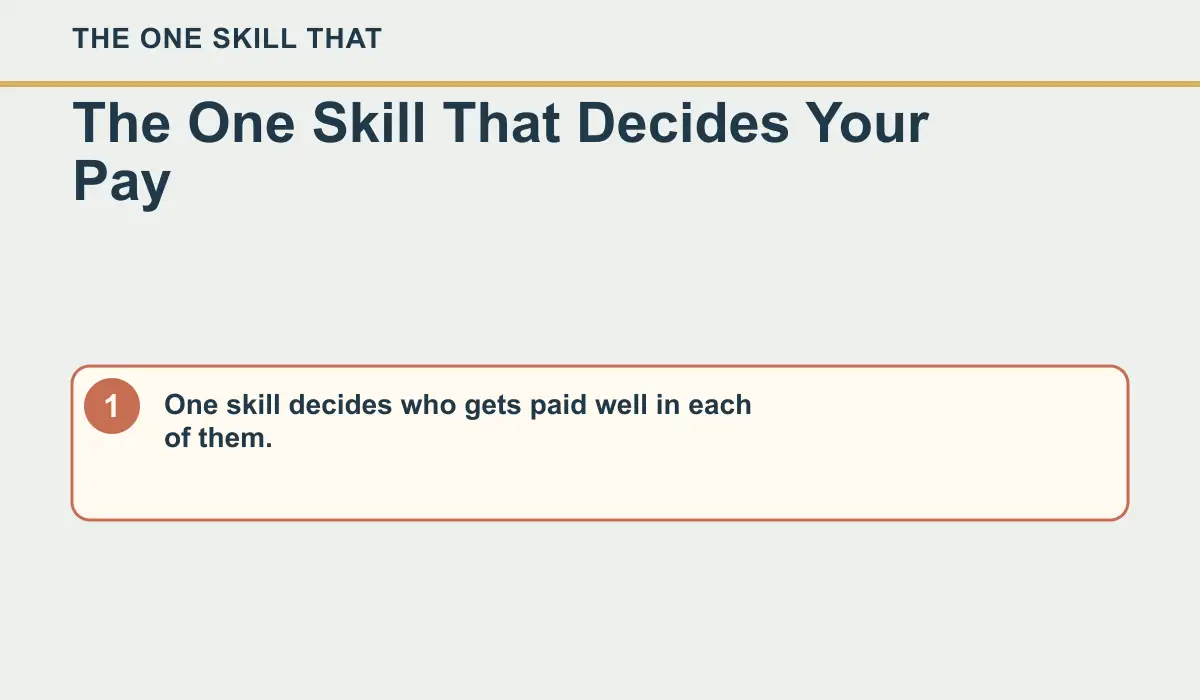 THE ONE SKILL THAT
The One Skill That Decides Your
Pay
1
One skill decides who gets paid well in each
of them.